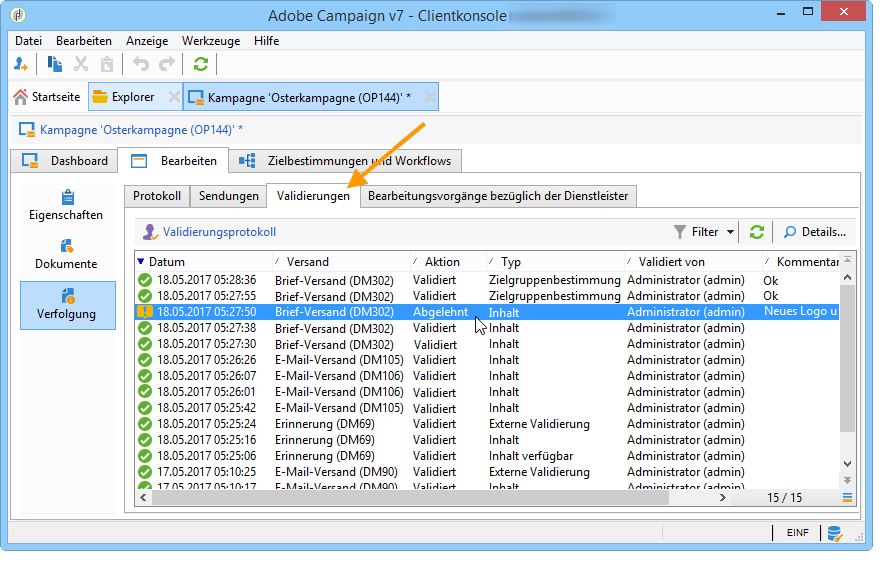 Adobe Campaign v7 - Clientkonsole
Datei Bearbeiten Anzeige Werkzeuge Hilfe
Startseite Explorer Kampagne 'Osterkampagne (OP144)' *
Kampagne 'Osterkampagne (OP144)' *
Dashboard Bearbeiten Zielbestimmungen und Workflows
Eigenschaften
Dokumente
Verfolgung
Protokoll Sendungen Validierungen Bearbeitungsvorgänge bezüglich der Dienstleister
Validierungsprotokoll Filter Details...
Datum Versand Aktion Typ Validiert von Kommentar
18.05.2017 05:28:36 Brief-Versand (DM302) Validiert Zielgruppenbestimmung Administrator (admin) Ok
18.05.2017 05:27:55 Brief-Versand (DM302) Validiert Zielgruppenbestimmung Administrator (admin) Ok
18.05.2017 05:27:50 Brief-Versand (DM302) Abgelehnt Inhalt Administrator (admin) Neues Logo u
18.05.2017 05:27:38 Brief-Versand (DM302) Validiert Inhalt Administrator (admin)
18.05.2017 05:27:30 Brief-Versand (DM302) Validiert Inhalt Administrator (admin)
18.05.2017 05:26:26 E-Mail-Versand (DM105) Validiert Inhalt Administrator (admin)
18.05.2017 05:26:07 E-Mail-Versand (DM106) Validiert Inhalt Administrator (admin)
18.05.2017 05:26:01 E-Mail-Versand (DM106) Validiert Inhalt Administrator (admin)
18.05.2017 05:25:42 E-Mail-Versand (DM105) Validiert Inhalt Administrator (admin)
18.05.2017 05:25:24 Erinnerung (DM69) Validiert Externe Validierung Administrator (admin)
18.05.2017 05:25:16 Erinnerung (DM69) Validiert Inhalt Administrator (admin)
18.05.2017 05:25:06 Erinnerung (DM69) Validiert Inhalt verfügbar Administrator (admin)
17.05.2017 05:10:25 E-Mail-Versand (DM90) Validiert Externe Validierung Administrator (admin)
17.05.2017 05:10:17 E-Mail-Versand (DM90) Validiert Inhalt Administrator (admin)
15 / 15
EINF